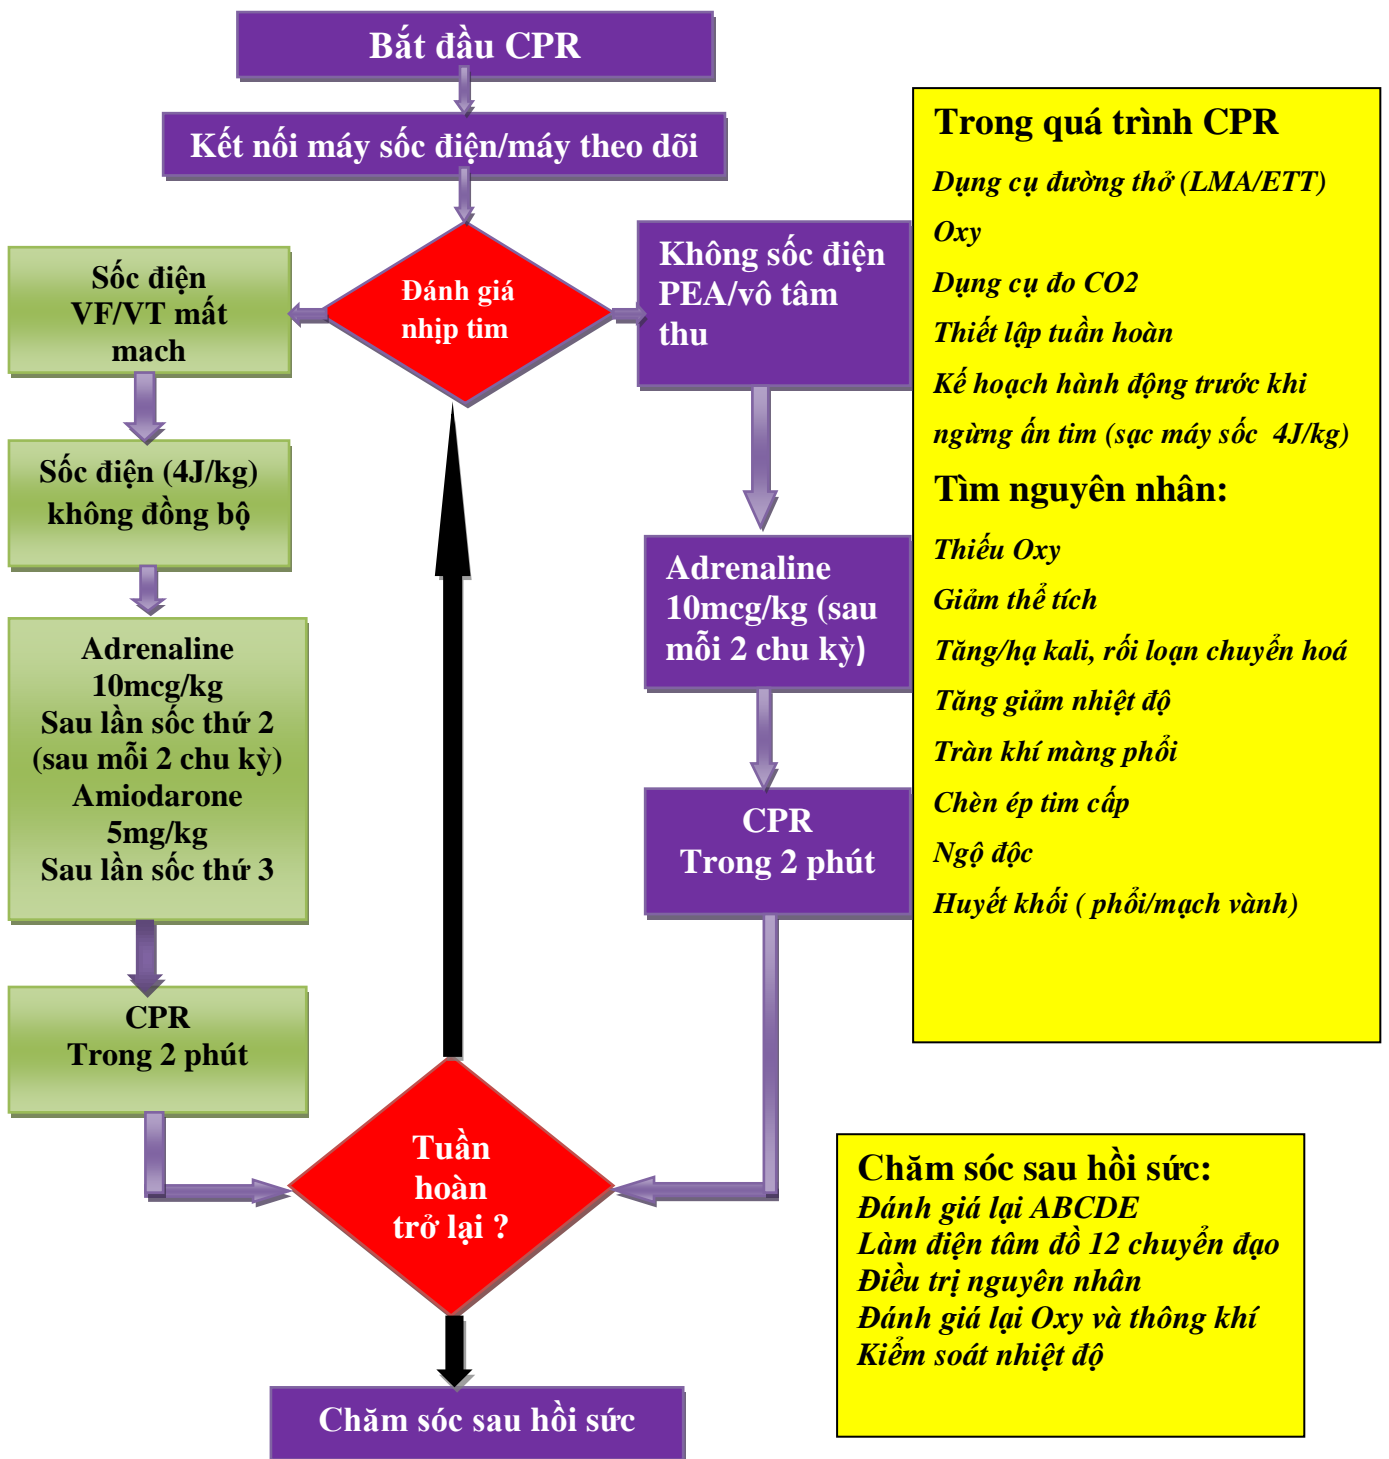 Bắt đầu CPR
Kết nối máy sốc điện/máy theo dõi
Đánh giá
nhịp tim
Sốc điện
VF/VT mất
mach
Sốc điện (4J/kg)
không đồng bộ
Adrenaline
10mcg/kg
Sau lần sốc thứ 2
(sau mỗi 2 chu kỳ)
Amiodarone
5mg/kg
Sau lần sốc thứ 3
CPR
Trong 2 phút
Không sốc điện
PEA/vô tâm
thu
Adrenaline
10mcg/kg (sau
mỗi 2 chu kỳ)
CPR
Trong 2 phút
Tuần
hoàn
trở lại ?
Chăm sóc sau hồi sức
Trong quá trình CPR
Dụng cụ đường thở (LMA/ETT)
Oxy
Dụng cụ đo CO2
Thiết lập tuần hoàn
Kế hoạch hành động trước khi
ngừng ấn tim (sạc máy sốc 4J/kg)
Tìm nguyên nhân:
Thiếu Oxy
Giảm thể tích
Tăng/hạ kali, rối loạn chuyển hoá
Tăng giảm nhiệt độ
Tràn khí màng phổi
Chèn ép tim cấp
Ngộ độc
Huyết khối ( phổi/mạch vành)
Chăm sóc sau hồi sức:
Đánh giá lại ABCDE
Làm điện tâm đồ 12 chuyển đạo
Điều trị nguyên nhân
Đánh giá lại Oxy và thông khí
Kiểm soát nhiệt độ